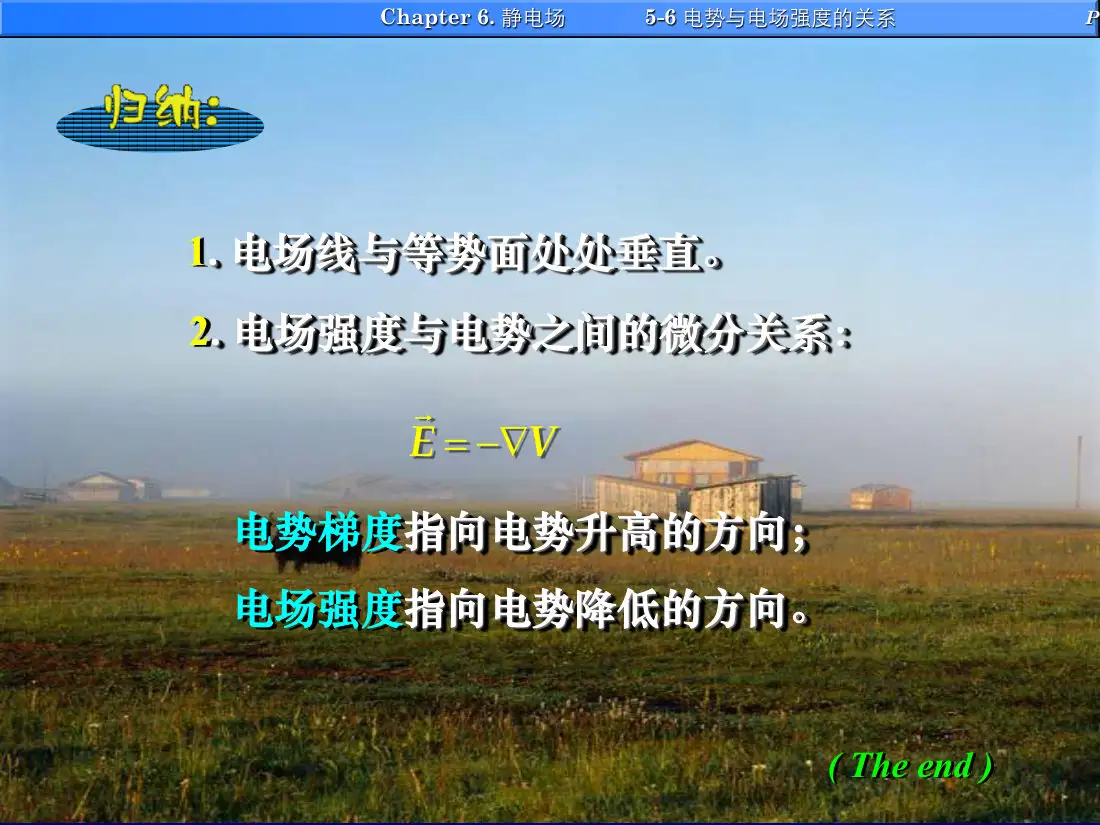 Chapter 6. 静电场 5-6 电势与电场强度的关系 P
归纳:
1. 电场线与等势面处处垂直。
2. 电场强度与电势之间的微分关系:
$\vec{E} = -\nabla V$
电势梯度指向电势升高的方向;
电场强度指向电势降低的方向。
( The end )